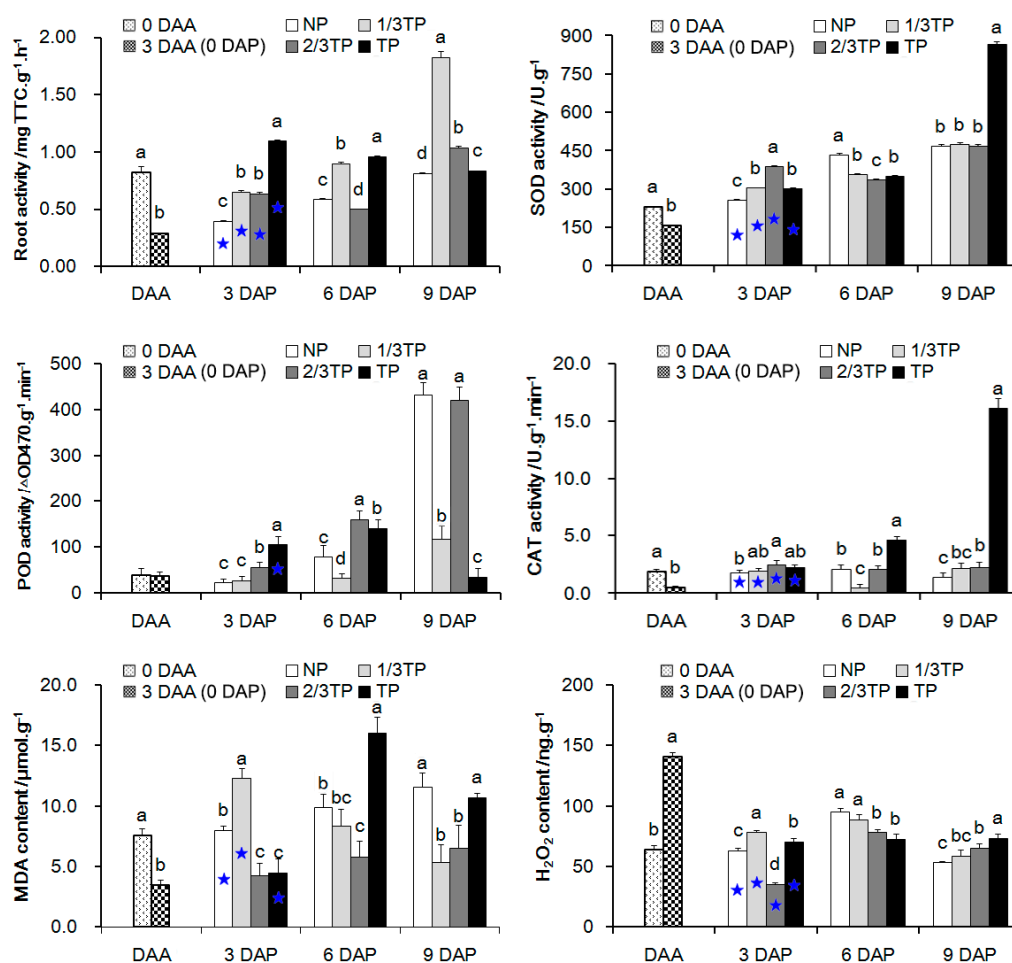 0 DAA
NP
1/3TP
3 DAA (0 DAP)
2/3TP
TP
Root activity /mg TTC.g⁻¹.h⁻¹
2.00
1.50
1.00
0.50
0.00
a
b
c
b
b
a
c
b
d
a
d
a
b
c
DAA
3 DAP
6 DAP
9 DAP
0 DAA
NP
1/3TP
3 DAA (0 DAP)
2/3TP
TP
SOD activity /U.g⁻¹
900
750
600
450
300
150
0
a
b
c
b
a
b
a
b
c
b
b
b
b
a
DAA
3 DAP
6 DAP
9 DAP
0 DAA
NP
1/3TP
3 DAA (0 DAP)
2/3TP
TP
POD activity /△OD470.g⁻¹.min⁻¹
500
400
300
200
100
0
c
c
b
a
c
d
a
b
a
b
a
b
DAA
3 DAP
6 DAP
9 DAP
0 DAA
NP
1/3TP
3 DAA (0 DAP)
2/3TP
TP
CAT activity /U.g⁻¹.min⁻¹
20.0
15.0
10.0
5.0
0.0
a
b
b
ab
a
ab
b
c
b
a
c
bc
b
a
DAA
3 DAP
6 DAP
9 DAP
0 DAA
NP
1/3TP
3 DAA (0 DAP)
2/3TP
TP
MDA content /μmol.g⁻¹
20.0
15.0
10.0
5.0
0.0
a
b
b
a
c
c
b
bc
c
a
a
b
b
a
DAA
3 DAP
6 DAP
9 DAP
0 DAA
NP
1/3TP
3 DAA (0 DAP)
2/3TP
TP
H₂O₂ content /ng.g⁻¹
200
150
100
50
0
b
a
c
a
d
b
a
a
b
b
c
bc
b
a
DAA
3 DAP
6 DAP
9 DAP